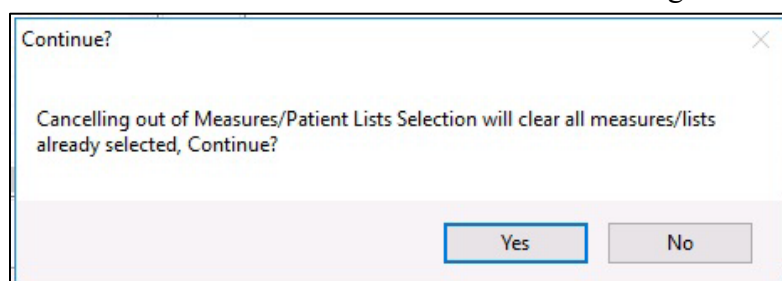 Continue?
Cancelling out of Measures/Patient Lists Selection will clear all measures/lists
already selected, Continue?
Yes No